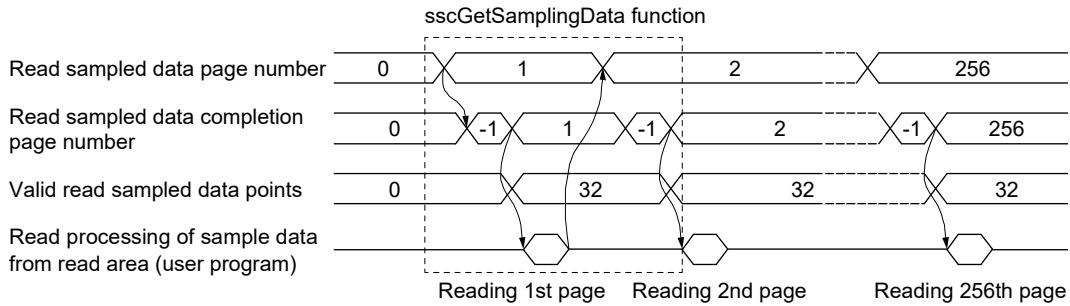 sscGetSamplingData function
Read sampled data page number
0 1 2 256
Read sampled data completion
page number
0 -1 1 -1 2 -1 256
Valid read sampled data points
0 32 32 32
Read processing of sample data
from read area (user program)
Reading 1st page Reading 2nd page Reading 256th page